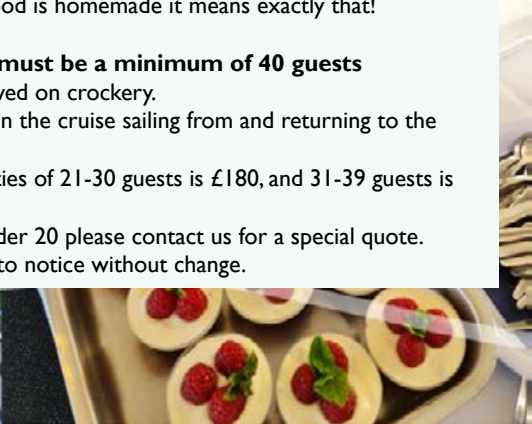 od is homemade it means exactly that!
must be a minimum of 40 guests
ved on crockery.
n the cruise sailing from and returning to the
ties of 21-30 guests is £180, and 31-39 guests is
der 20 please contact us for a special quote.
to notice without change.